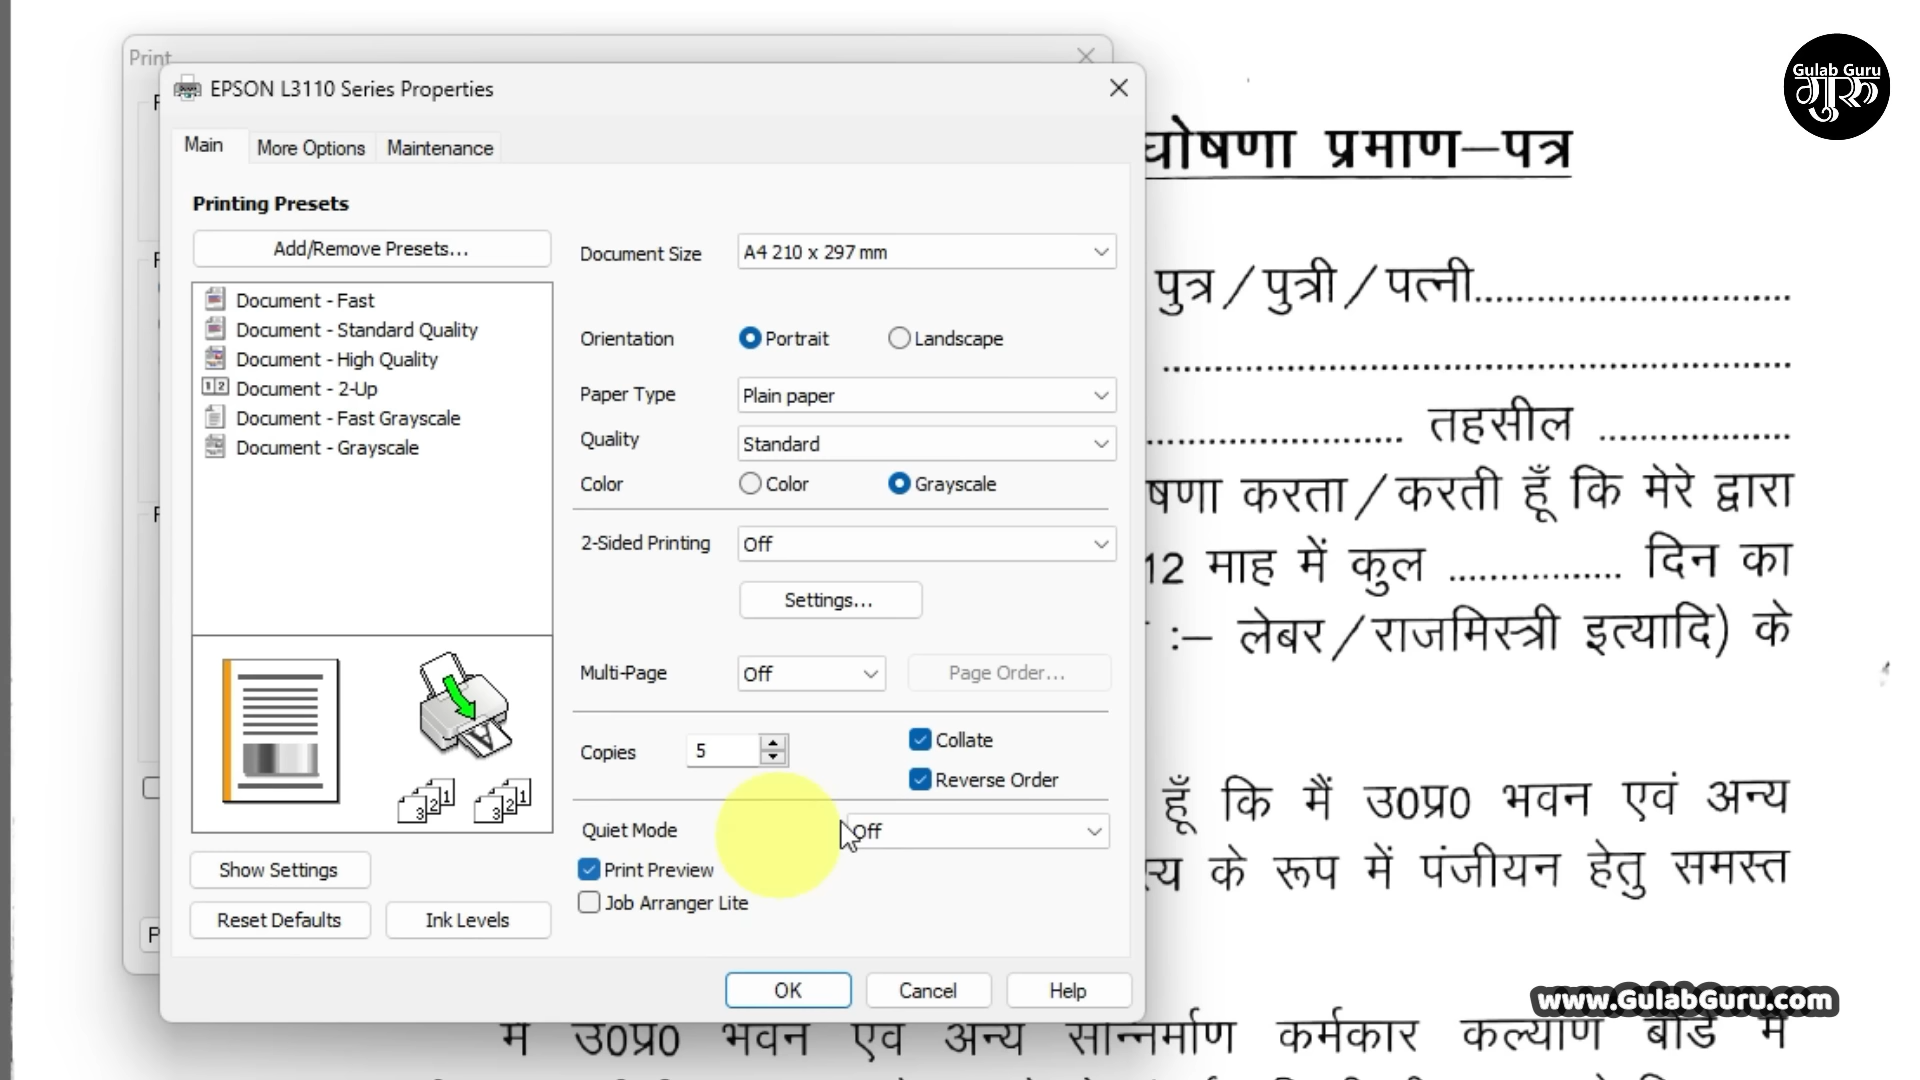 Print
EPSON L3110 Series Properties
Gulab Guru
गुरु
Main
More Options
Maintenance
घोषणा प्रमाण–पत्र
Printing Presets
Add/Remove Presets...
Document Size
A4 210 x 297 mm
पुत्र/पुत्री/पत्नी
Document - Fast
Document - Standard Quality
Document - High Quality
Document - 2-Up
Document - Fast Grayscale
Document - Grayscale
Orientation
Portrait
Landscape
Paper Type
Plain paper
Quality
Standard
तहसील
Color
Color
Grayscale
करता/करती हूँ कि मेरे द्वारा
2-Sided Printing
Off
12 माह में कुल ................. दिन का
Settings...
:– लेबर/राजमिस्त्री इत्यादि) के
Multi-Page
Off
Page Order...
Copies
5
Collate
Reverse Order
हूँ कि मैं उ0प्र0 भवन एवं अन्य
Quiet Mode
Off
के रूप में पंजीयन हेतु समस्त
Print Preview
Job Arranger Lite
Show Settings
Reset Defaults
Ink Levels
OK
Cancel
Help
www.GulabGuru.com
उ0प्र0 भवन एवं अन्य सन्निर्माण कर्मकार कल्याण बोर्ड में